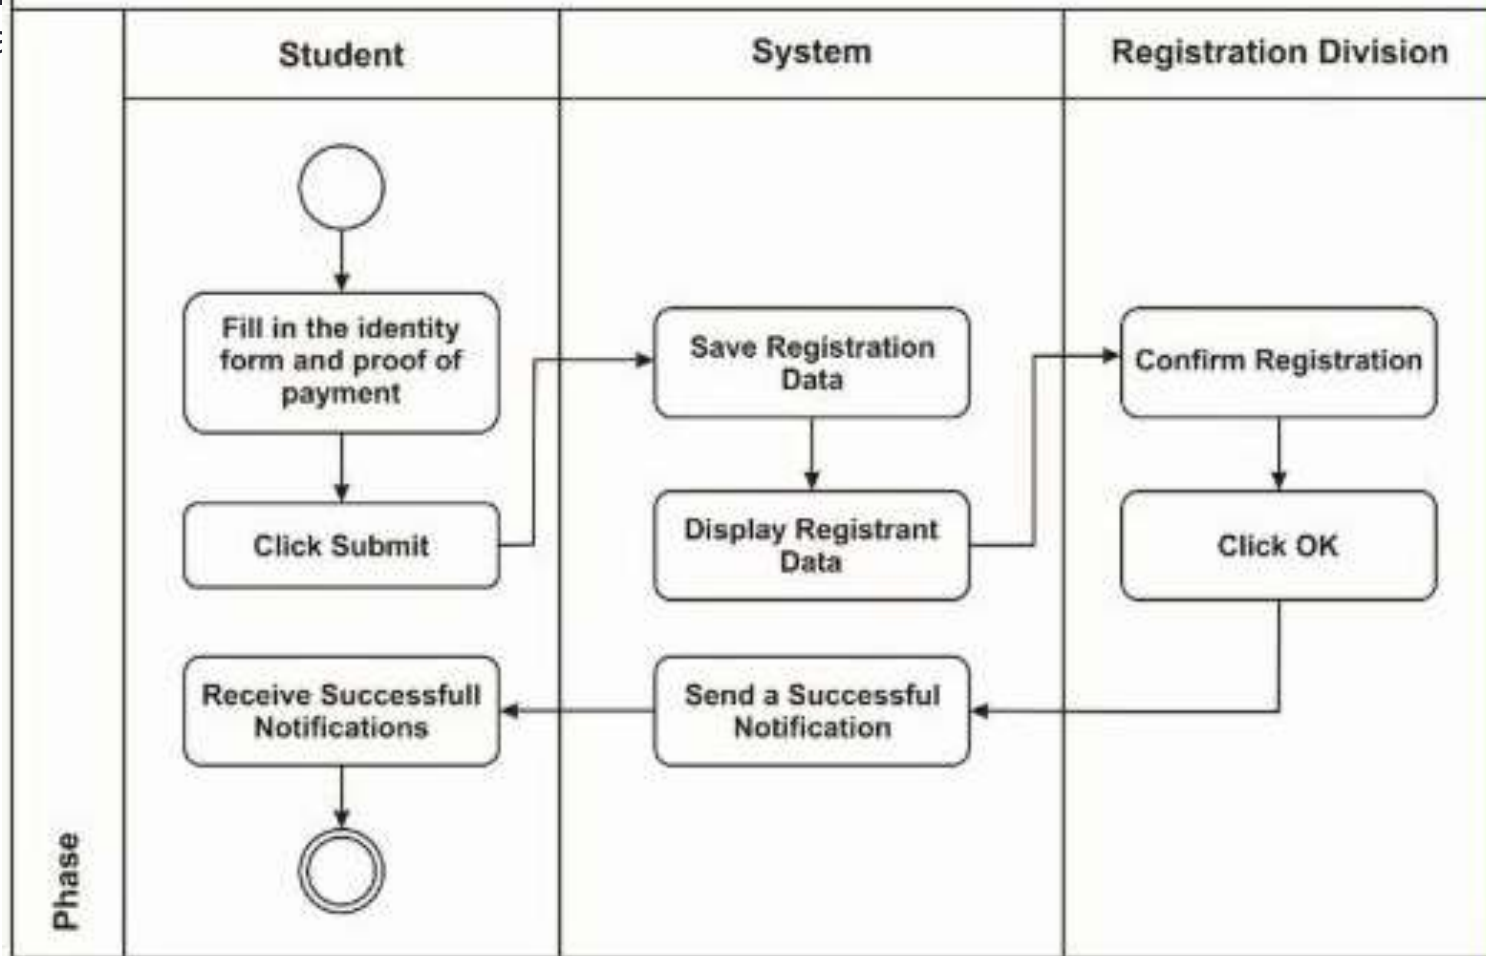 Student
System
Registration Division
Fill in the identity
form and proof of
payment
Click Submit
Save Registration
Data
Display Registrant
Data
Confirm Registration
Click OK
Send a Successful
Notification
Receive Successfull
Notifications
Phase